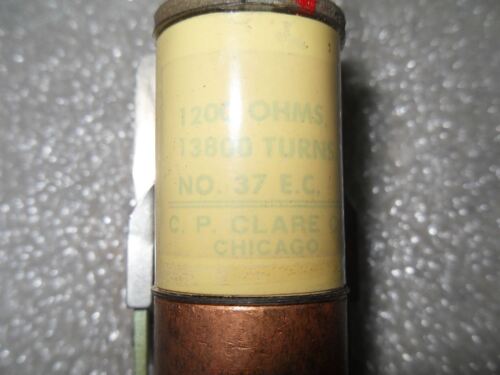 1200 OHMS.
13800 TURNS
NO. 37 E.C.
C. P. CLARE
CHICAGO